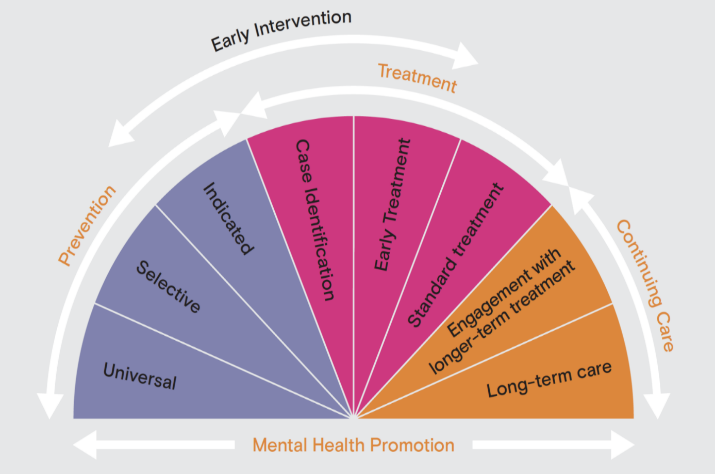 Early Intervention
Treatment
Prevention
Continuing Care
Universal
Selective
Indicated
Case Identification
Early Treatment
Standard treatment
Engagement with
longer-term treatment
Long-term care
Mental Health Promotion